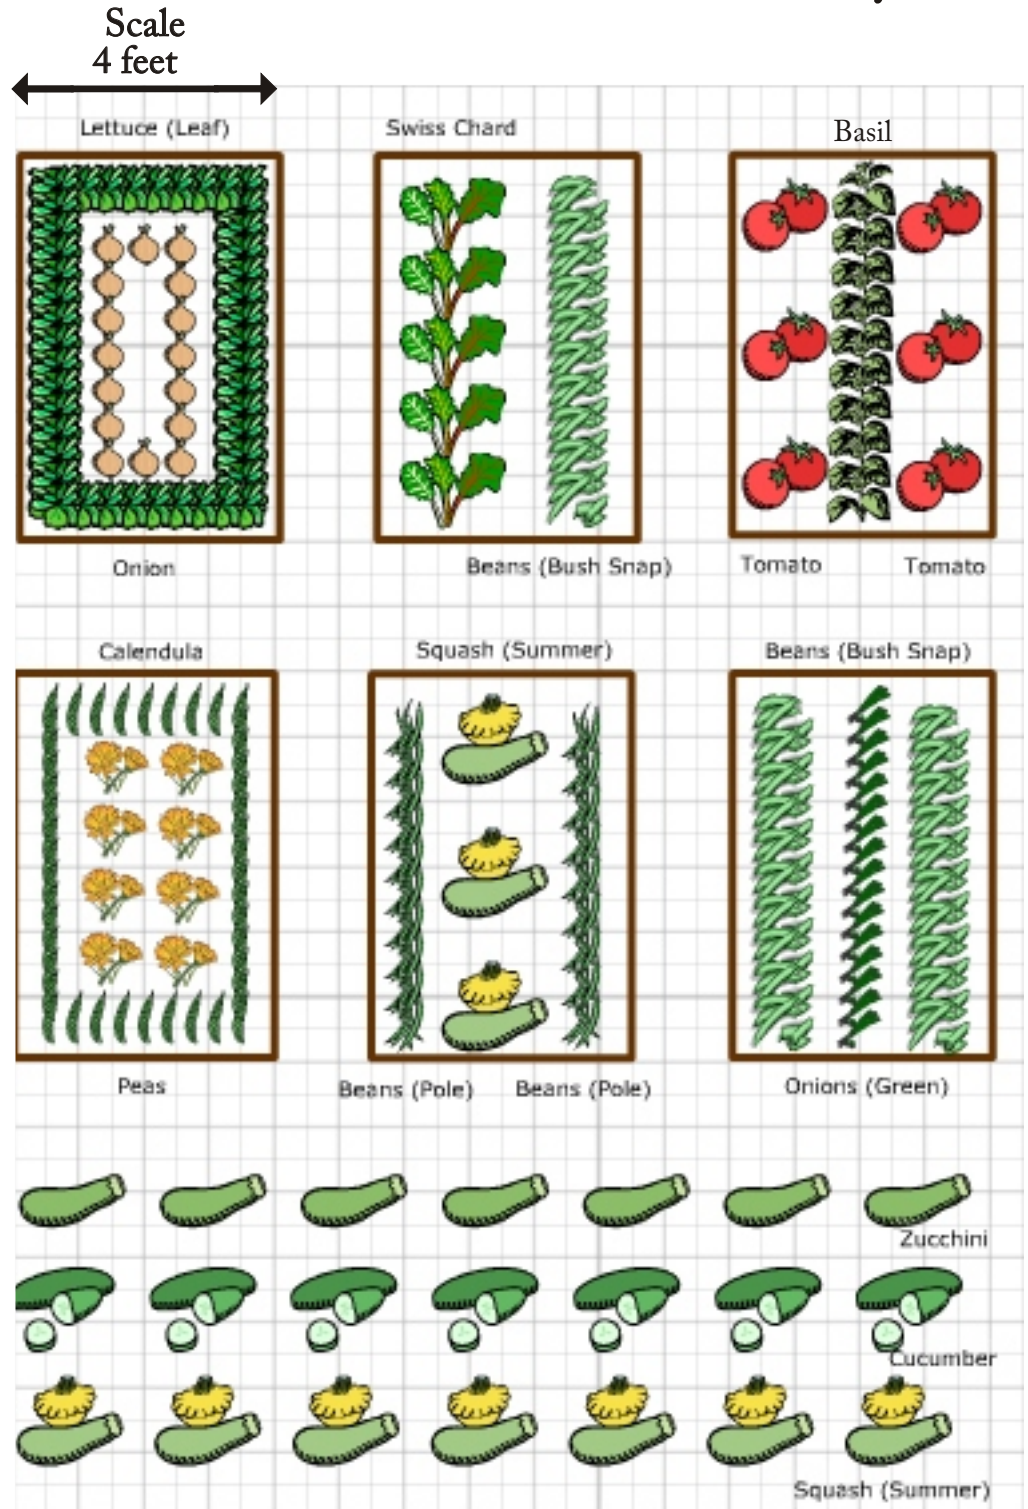 Scale
4 feet
Lettuce (Leaf)
Swiss Chard
Basil
Onion
Beans (Bush Snap)
Tomato
Tomato
Calendula
Squash (Summer)
Beans (Bush Snap)
Peas
Beans (Pole)
Beans (Pole)
Onions (Green)
Zucchini
Cucumber
Squash (Summer)